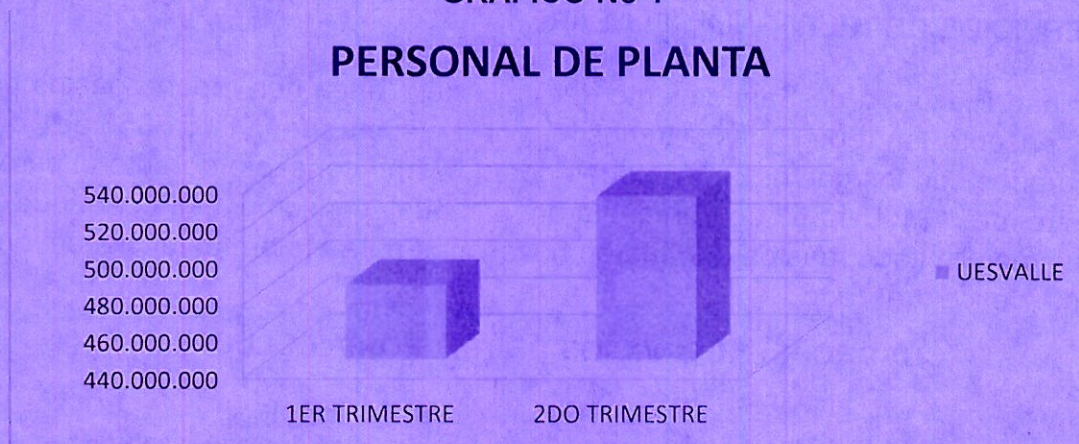 PERSONAL DE PLANTA
540.000.000
520.000.000
500.000.000
480.000.000
460.000.000
440.000.000
1ER TRIMESTRE
2DO TRIMESTRE
UESVALLE